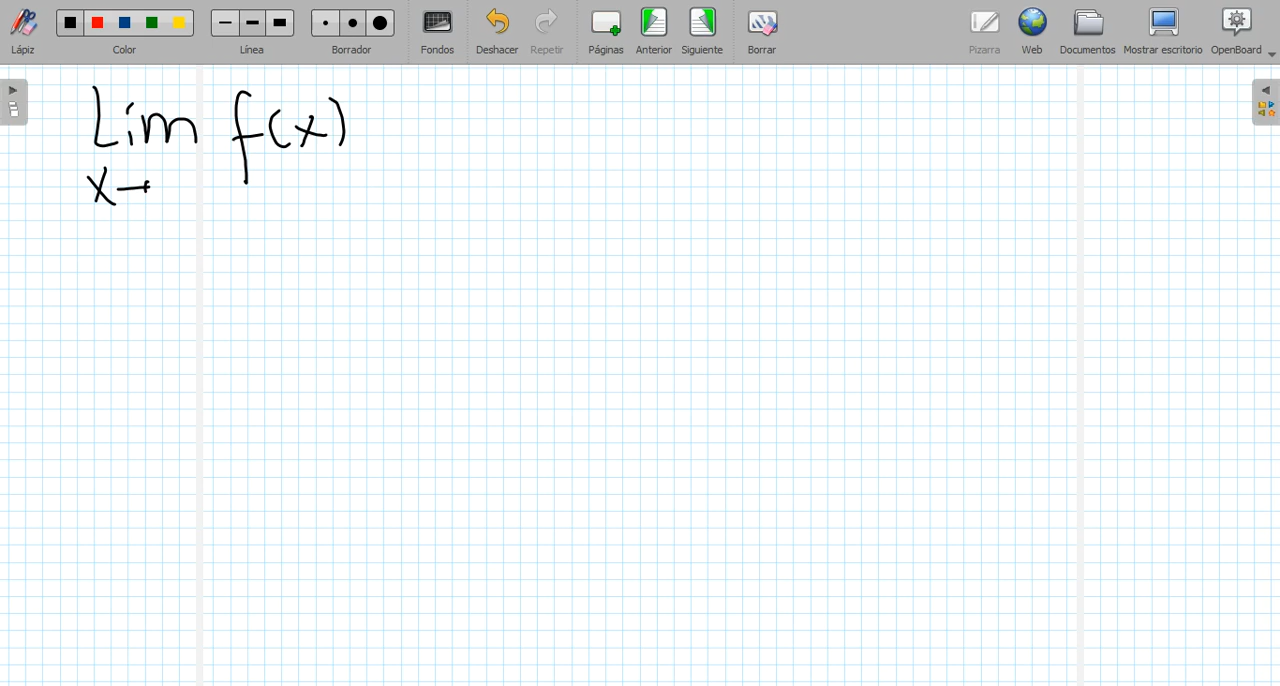 Lápiz Color Línea Borrador Fondos Deshacer Repetir Páginas Anterior Siguiente Borrar Pizarra Web Documentos Mostrar escritorio OpenBoard
Lim f(x)
x→